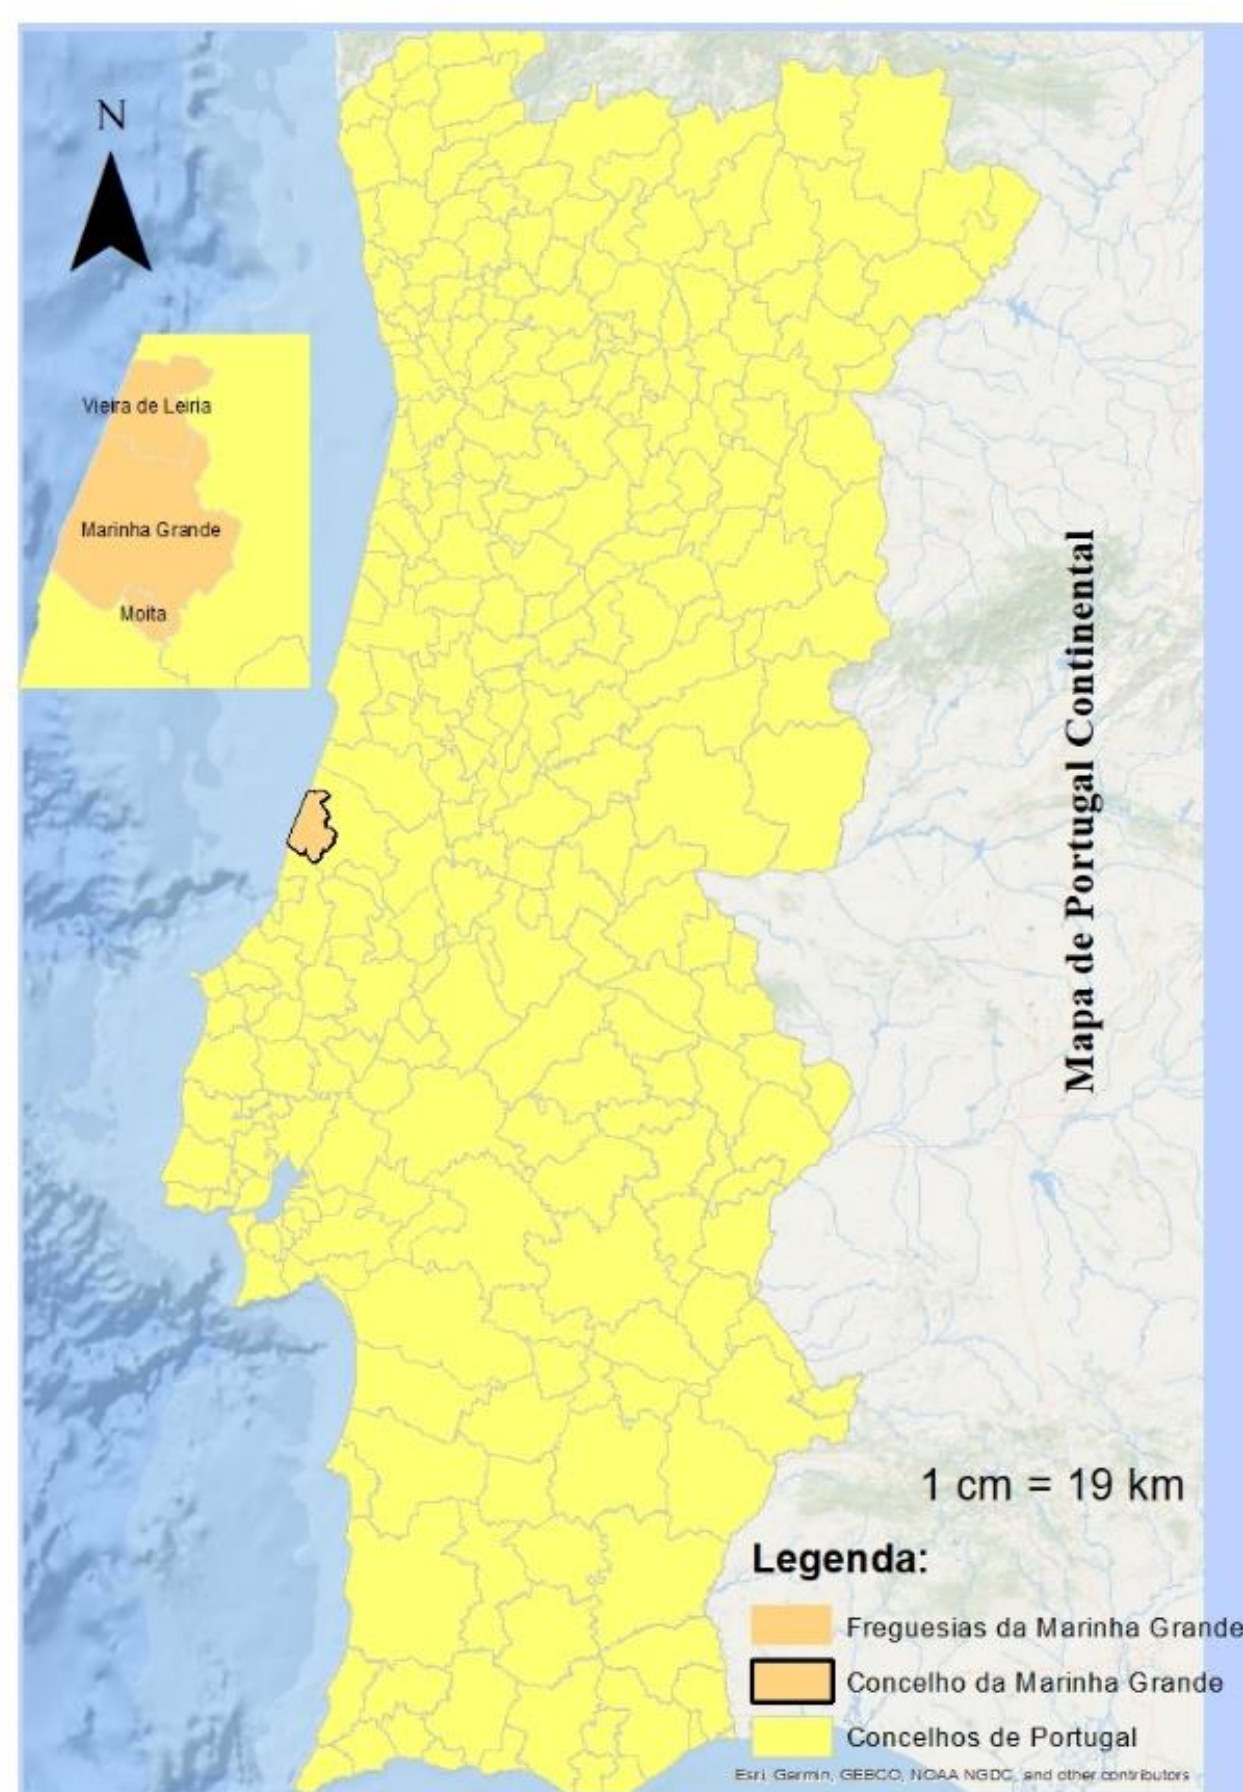 N
Vieira de Leiria
Marinha Grande
Moita
Mapa de Portugal Continental
1 cm = 19 km
Legenda:
Freguesias da Marinha Grande
Concelho da Marinha Grande
Concelhos de Portugal
Esri, Garmin, GEBCO, NOAA NGDC, and other contributors